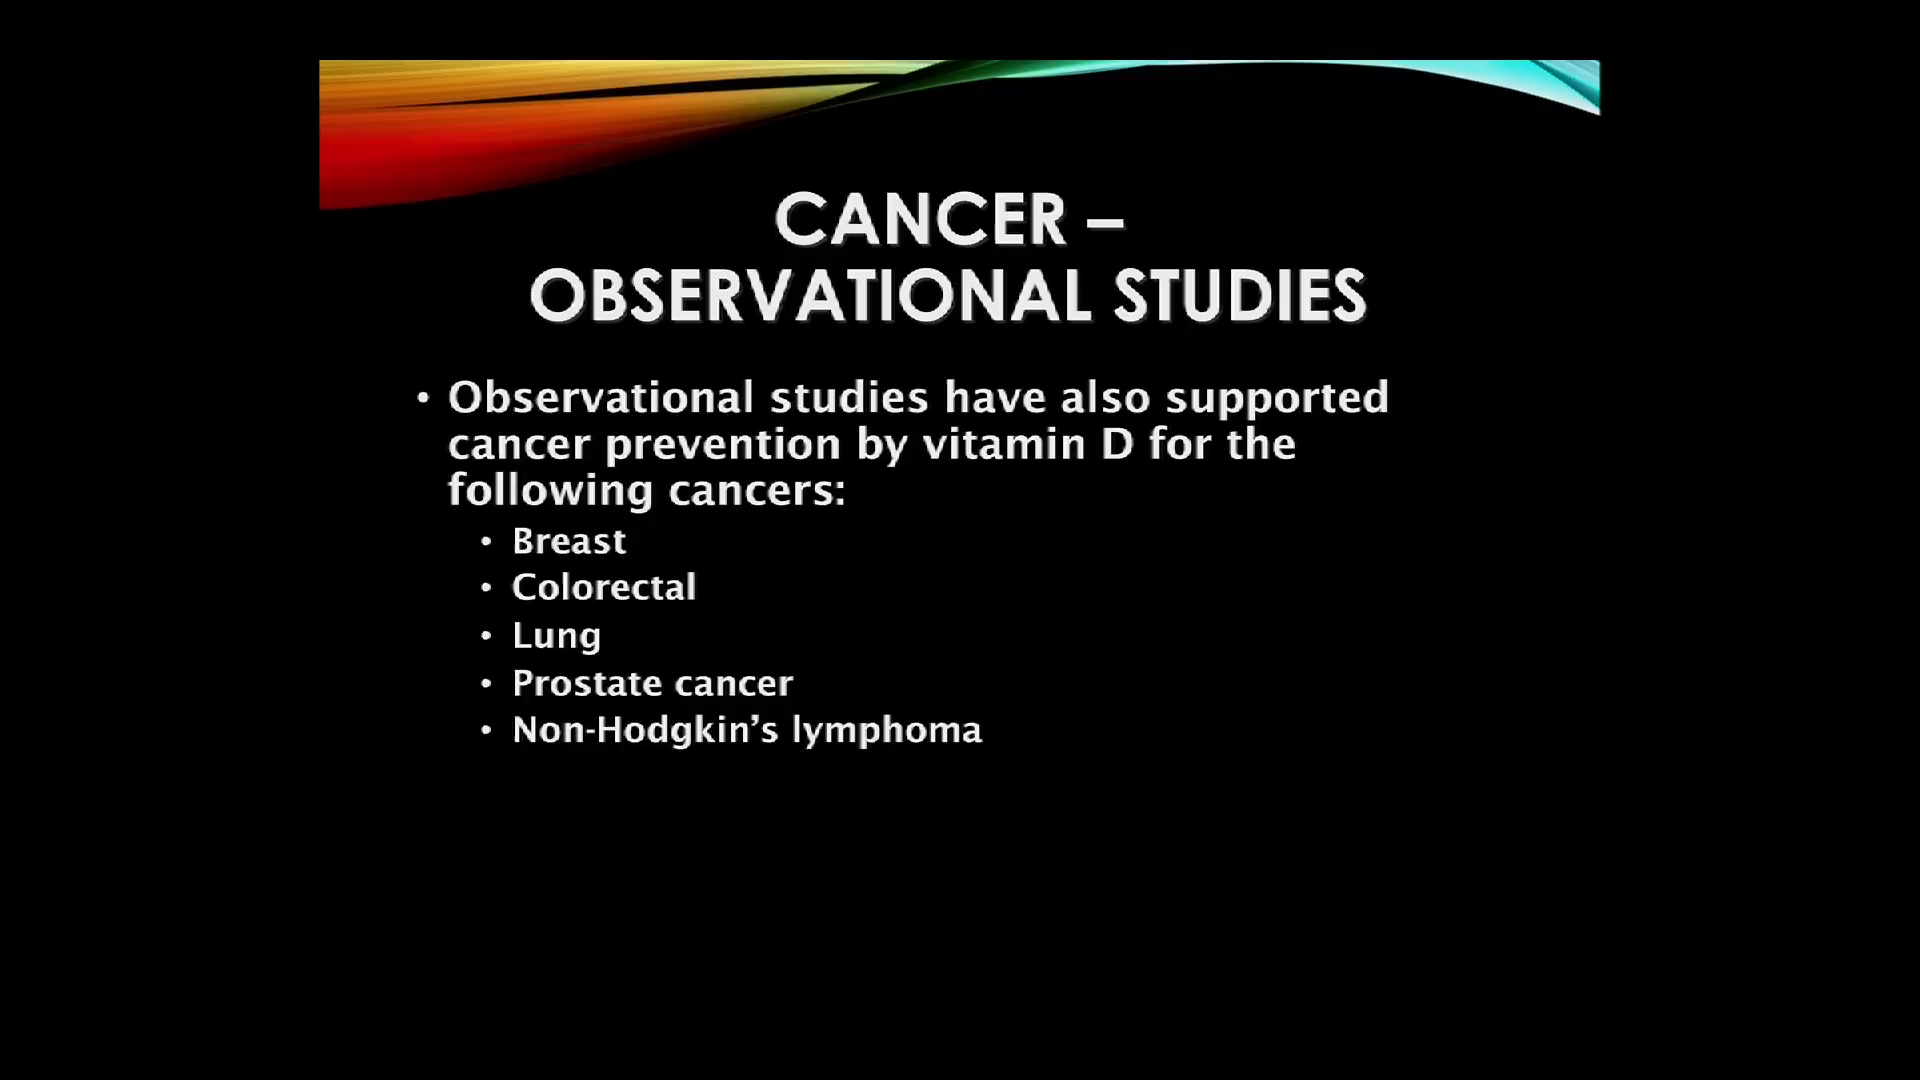 CANCER –
OBSERVATIONAL STUDIES
• Observational studies have also supported
cancer prevention by vitamin D for the
following cancers:
• Breast
• Colorectal
• Lung
• Prostate cancer
• Non-Hodgkin’s lymphoma